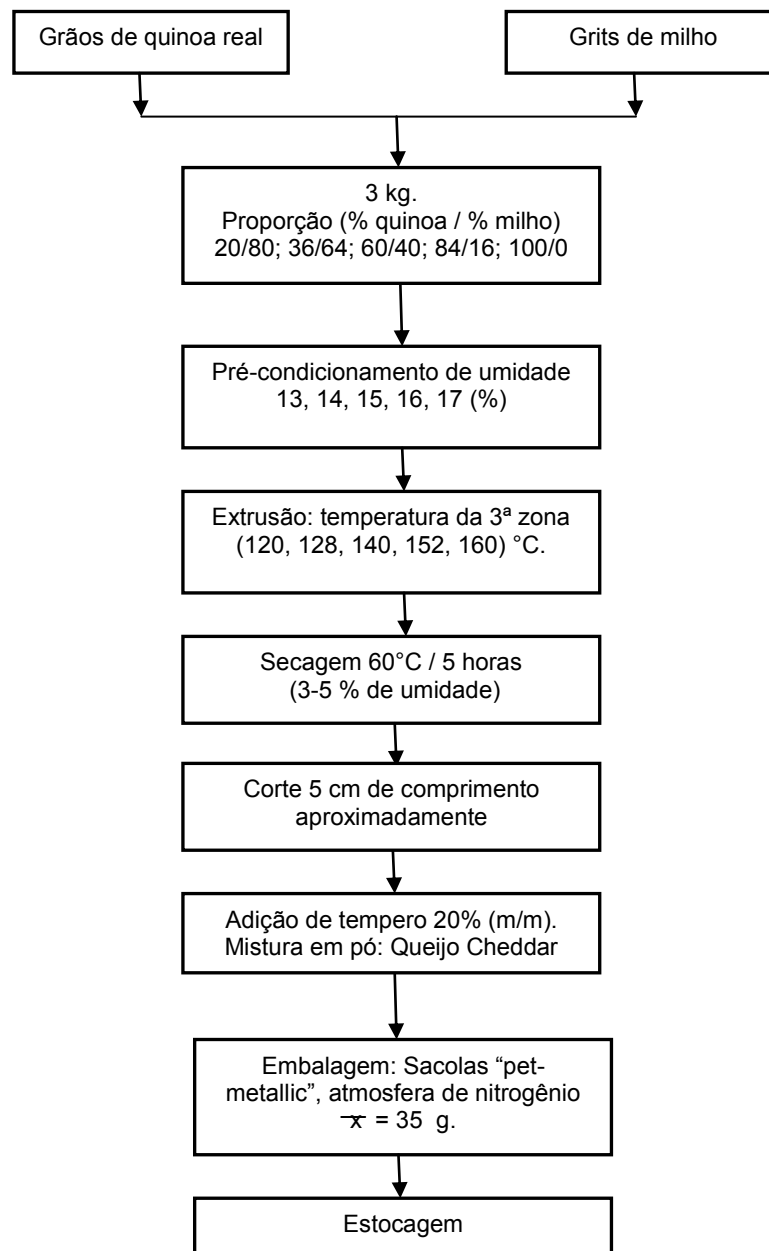 Grãos de quinoa real
Grits de milho
3 kg.
Proporção (% quinoa / % milho)
20/80; 36/64; 60/40; 84/16; 100/0
Pré-condicionamento de umidade
13, 14, 15, 16, 17 (%)
Extrusão: temperatura da 3ª zona
(120, 128, 140, 152, 160) °C.
Secagem 60°C / 5 horas
(3-5 % de umidade)
Corte 5 cm de comprimento
aproximadamente
Adição de tempero 20% (m/m).
Mistura em pó: Queijo Cheddar
Embalagem: Sacolas “pet-
metallic”, atmosfera de nitrogênio
x̅ = 35 g.
Estocagem